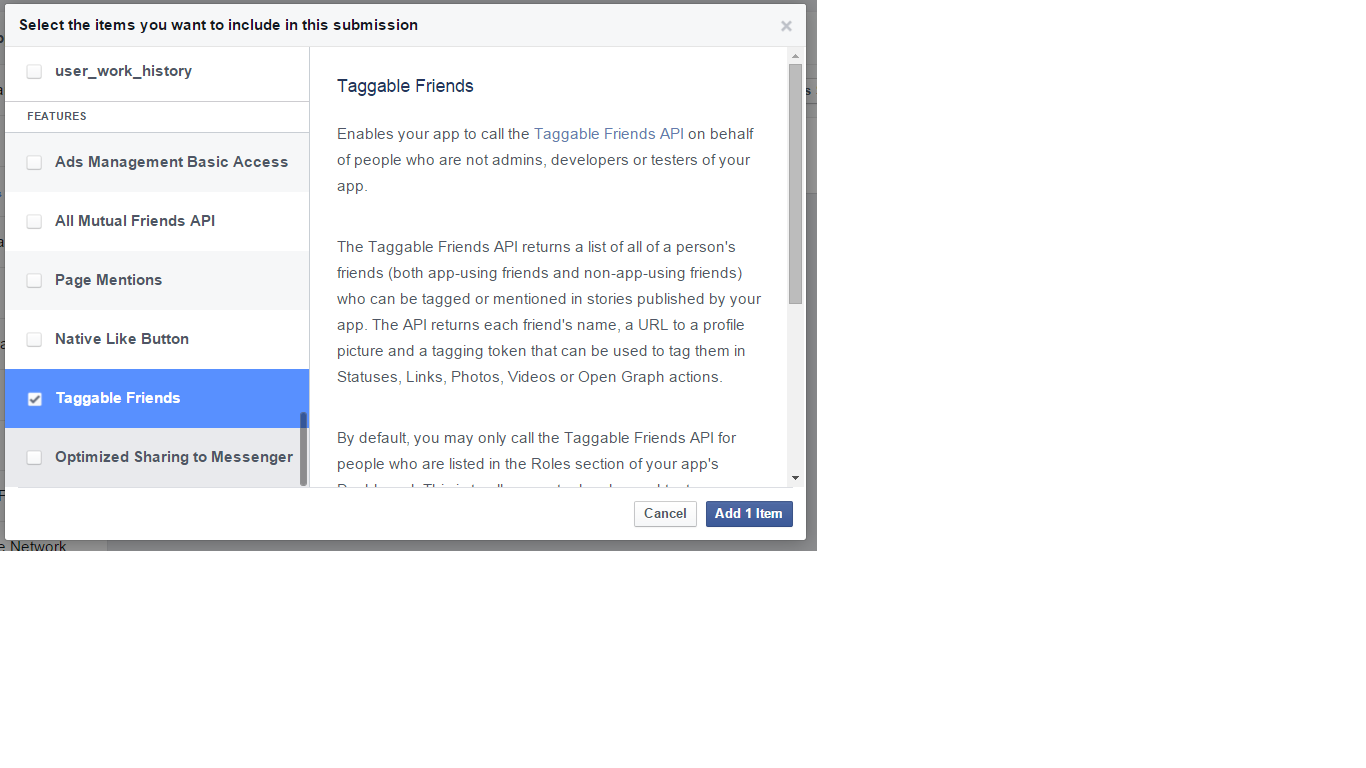 Select the items you want to include in this submission
user_work_history
FEATURES
Ads Management Basic Access
All Mutual Friends API
Page Mentions
Native Like Button
Taggable Friends
Optimized Sharing to Messenger
Taggable Friends
Enables your app to call the Taggable Friends API on behalf
of people who are not admins, developers or testers of your
app.
The Taggable Friends API returns a list of all of a person's
friends (both app-using friends and non-app-using friends)
who can be tagged or mentioned in stories published by your
app. The API returns each friend's name, a URL to a profile
picture and a tagging token that can be used to tag them in
Statuses, Links, Photos, Videos or Open Graph actions.
By default, you may only call the Taggable Friends API for
people who are listed in the Roles section of your app's
Cancel
Add 1 Item
e Network